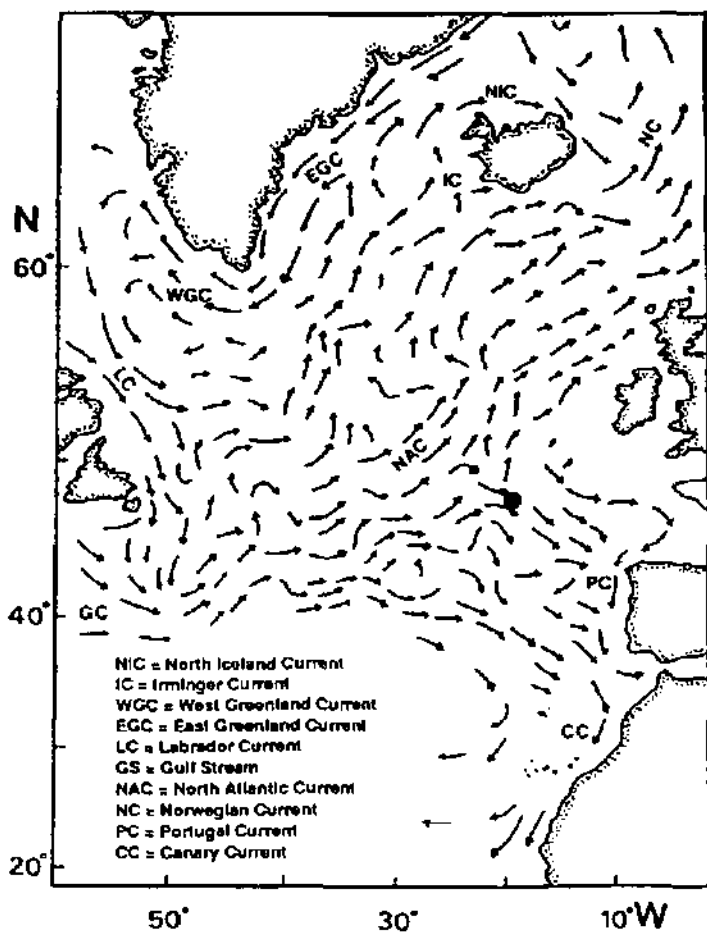 NIC
NC
EGC
IC
N
60°
WGC
LC
NAC
PC
GC
40°
CC
NIC = North Iceland Current
IC = Irminger Current
WGC = West Greenland Current
EGC = East Greenland Current
LC = Labrador Current
GS = Gulf Stream
NAC = North Atlantic Current
NC = Norwegian Current
PC = Portugal Current
CC = Canary Current
20°
50° 30° 10°W